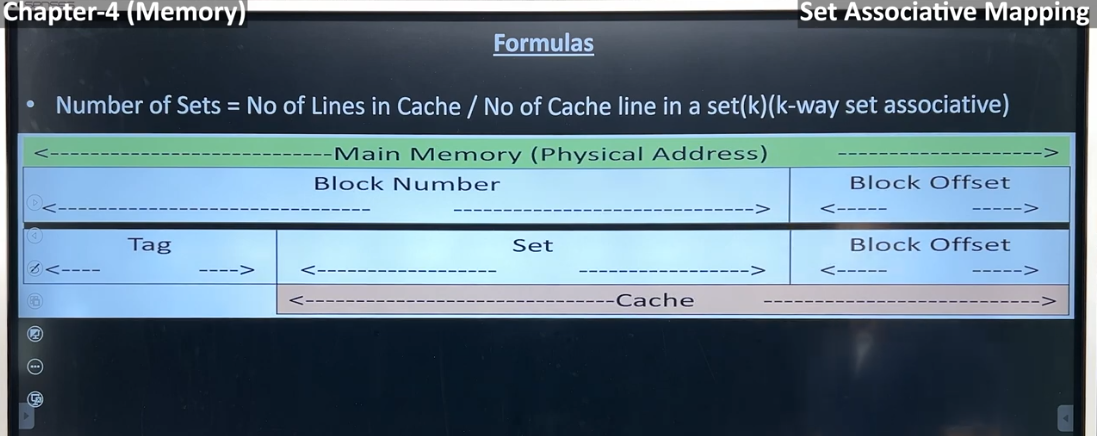 Chapter-4 (Memory)
Set Associative Mapping
Formulas
• Number of Sets = No of Lines in Cache / No of Cache line in a set(k)(k-way set associative)
<----------------------------Main Memory (Physical Address) -------------------->
Block Number
Block Offset
<------------------------------ ----------------------------->
<----- ----->
Tag
Set
Block Offset
<---- ---->
<----------------- ----------------->
<----- ----->
<-------------------------------Cache --------------------------->